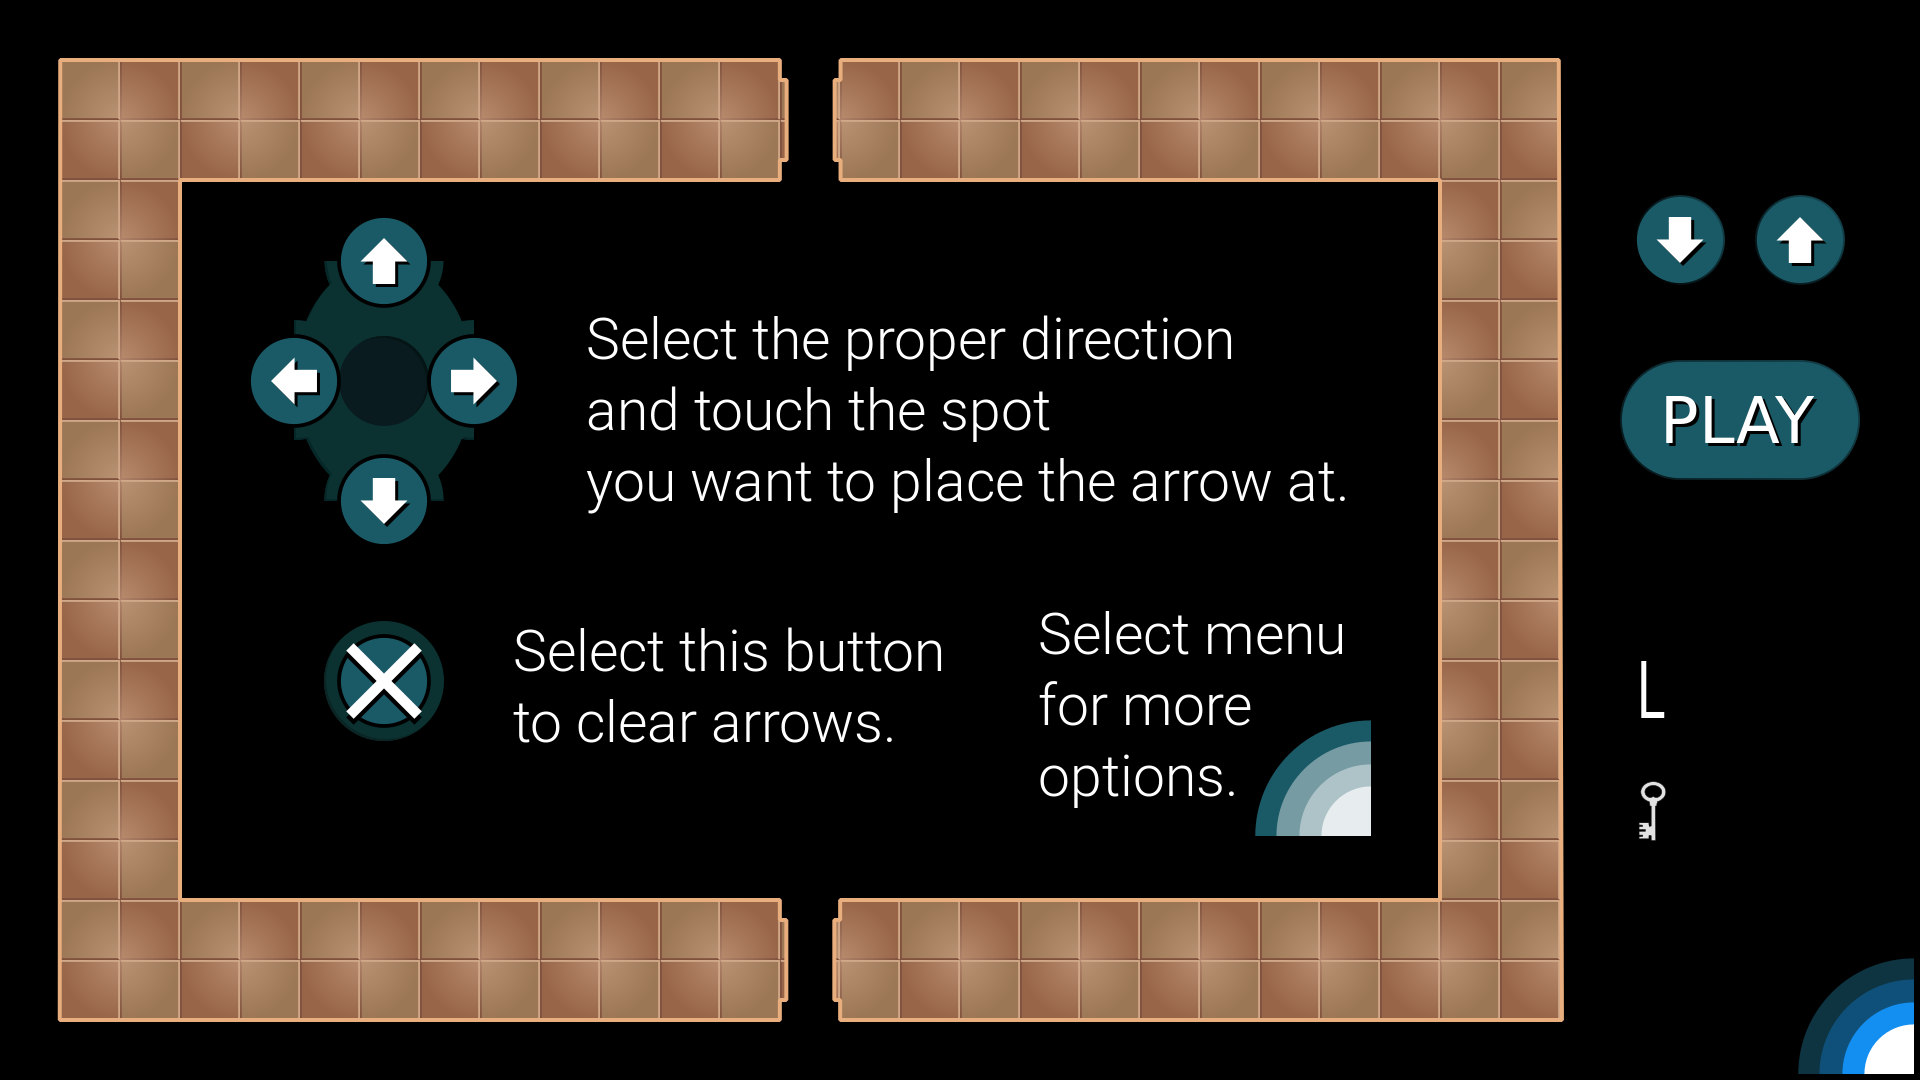 Select the proper direction
and touch the spot
you want to place the arrow at.
PLAY
Select this button
to clear arrows.
Select menu
for more
options.
L